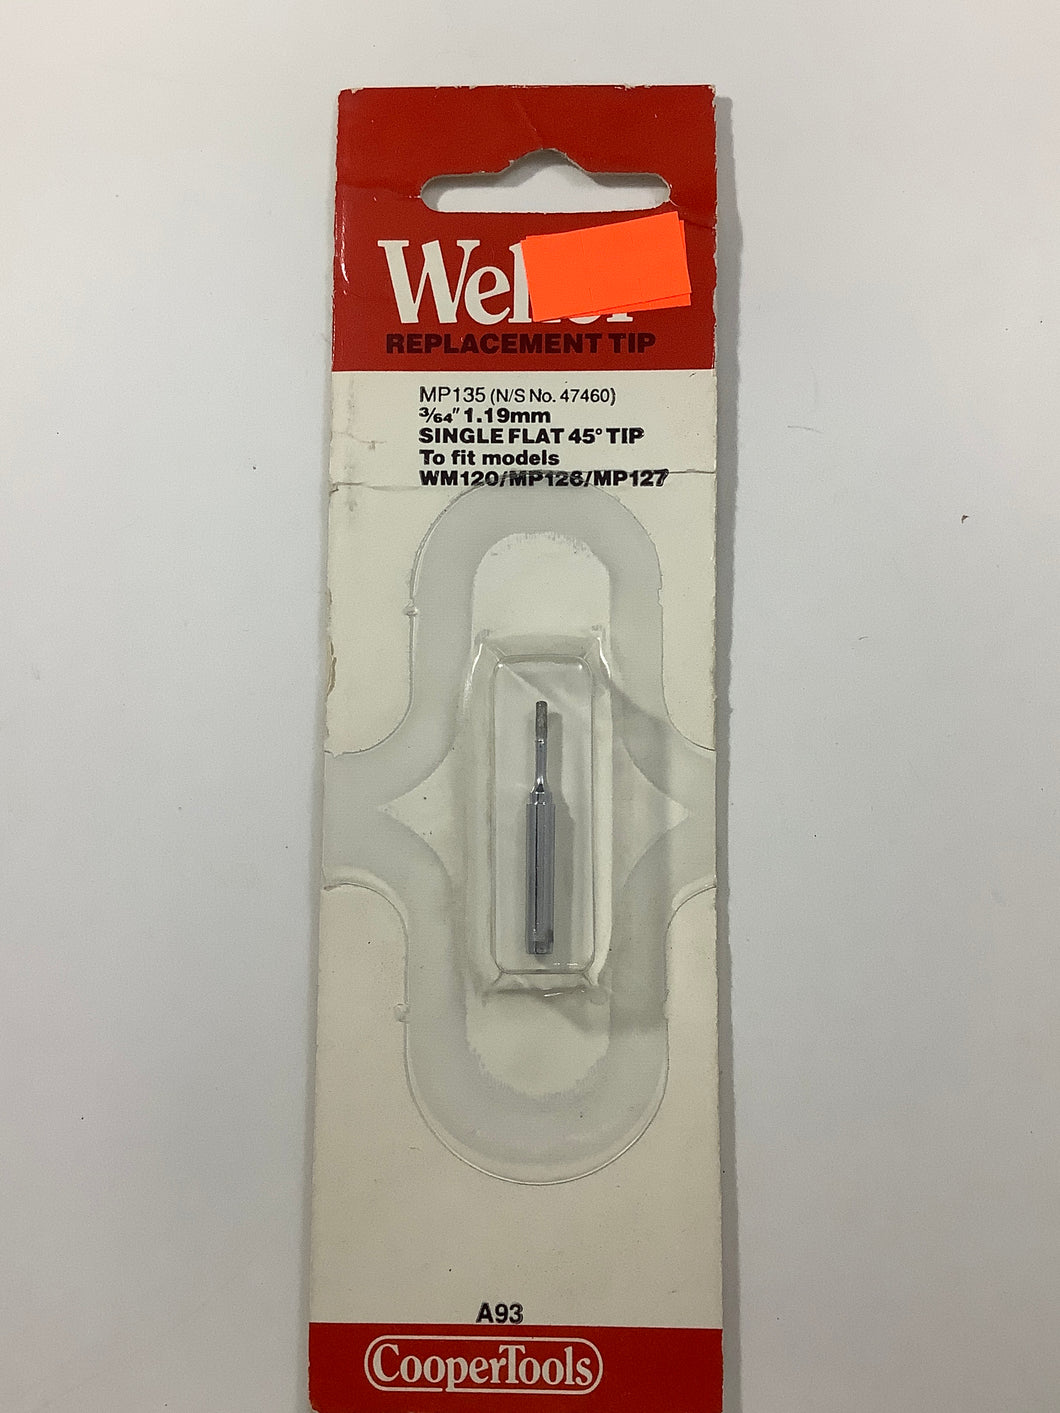 Weller
REPLACEMENT TIP
MP135 (N/S No. 47460)
3/64" 1.19mm
SINGLE FLAT 45° TIP
To fit models
WM120/MP126/MP127
A93
CooperTools